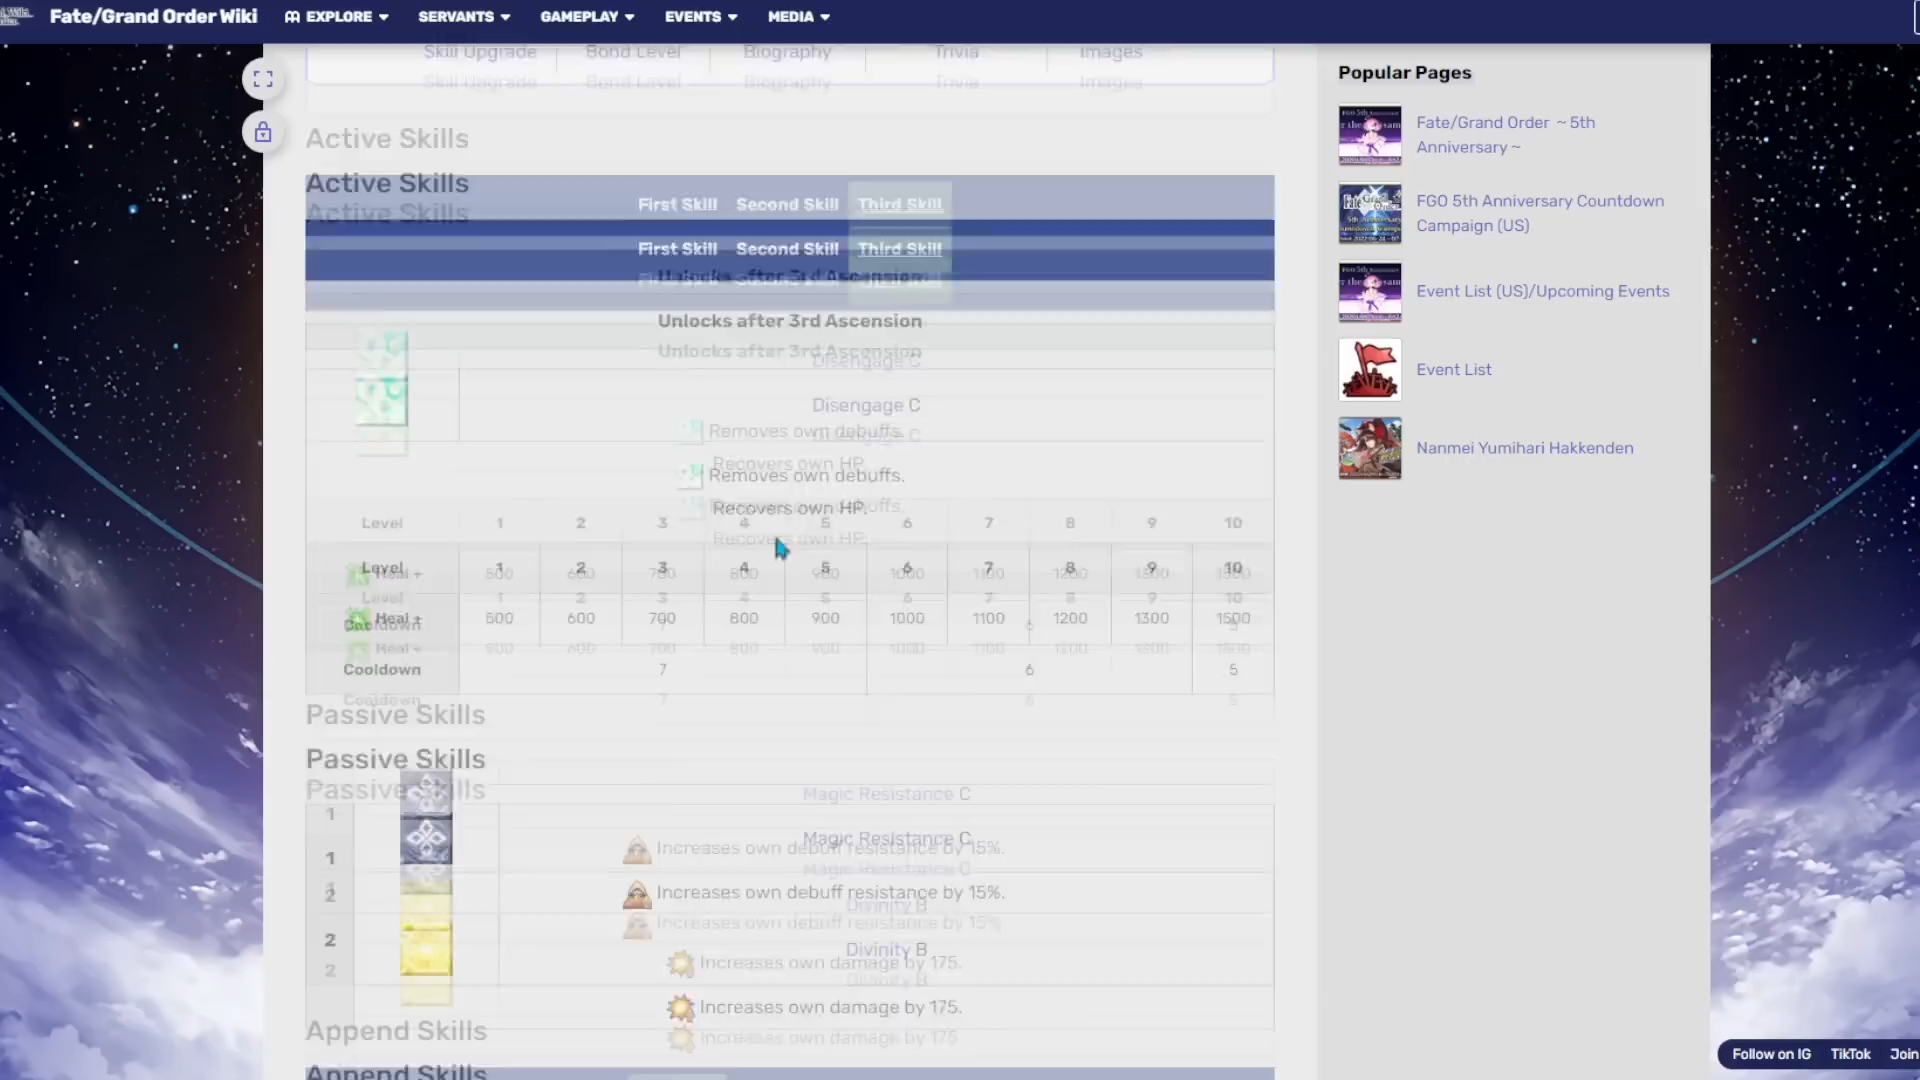 Fate/Grand Order Wiki
EXPLORE
SERVANTS
GAMEPLAY
EVENTS
MEDIA
Skill Upgrade
Bond Level
Biography
Trivia
Images
Active Skills
First Skill
Second Skill
Third Skill
Unlocks after 3rd Ascension
Disengage C
Removes own debuffs.
Recovers own HP.
Level 1 2 3 4 5 6 7 8 9 10
Heal + 500 600 700 800 900 1000 1100 1200 1300 1500
Cooldown 7 6 5
Passive Skills
1
Magic Resistance C
Increases own debuff resistance by 15%.
2
Divinity B
Increases own damage by 175.
Append Skills
Popular Pages
Fate/Grand Order ～5th
Anniversary～
FGO 5th Anniversary Countdown
Campaign (US)
Event List (US)/Upcoming Events
Event List
Nanmei Yumihari Hakkenden
Follow on IG
TikTok
Join